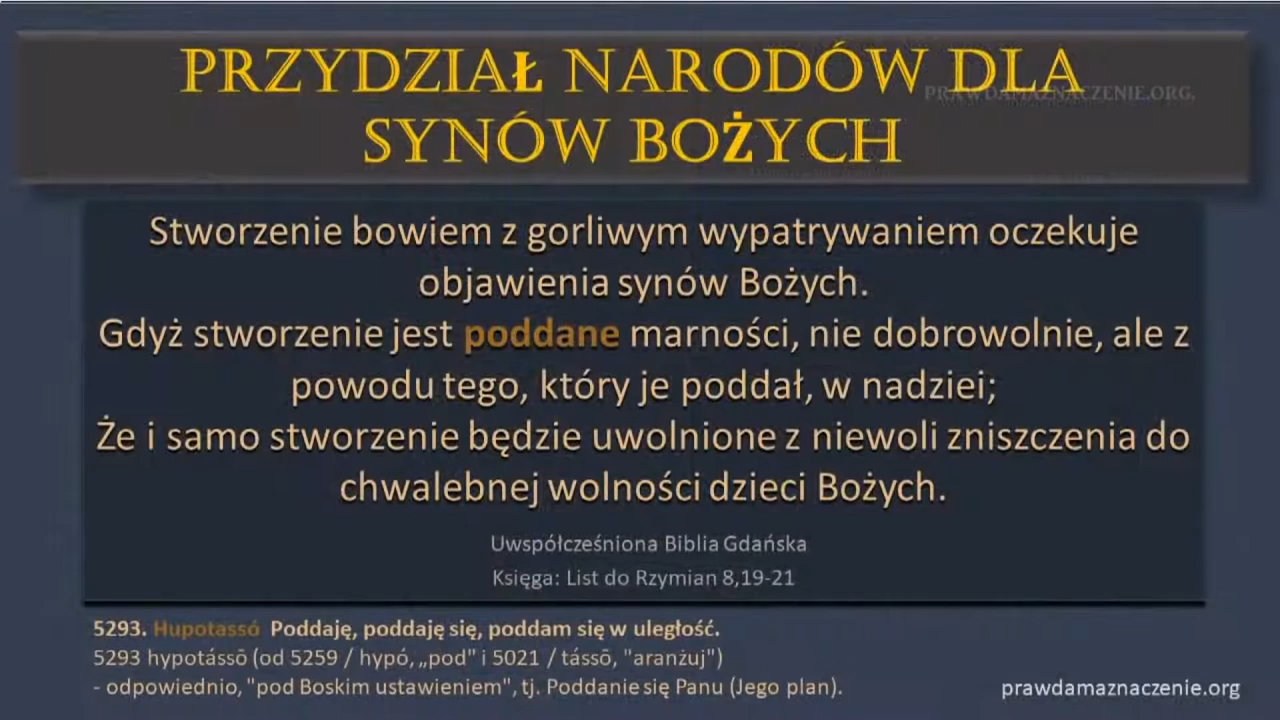 PRZYDZIAŁ NARODÓW DLA
PRAWDAMAZNACZENIE.ORG.
SYNÓW BOŻYCH
Stworzenie bowiem z gorliwym wypatrywaniem oczekuje
objawienia synów Bożych.
Gdyż stworzenie jest poddane marności, nie dobrowolnie, ale z
powodu tego, który je poddał, w nadziei;
Że i samo stworzenie będzie uwolnione z niewoli zniszczenia do
chwalebnej wolności dzieci Bożych.
Uwspółcześniona Biblia Gdańska
Księga: List do Rzymian 8,19-21
5293. Hupotassó Poddaję, poddaję się, poddam się w uległość.
5293 hypotássō (od 5259 / hypó, „pod" i 5021 / tássō, "aranżuj")
- odpowiednio, "pod Boskim ustawieniem", tj. Poddanie się Panu (Jego plan).
prawdamaznaczenie.org